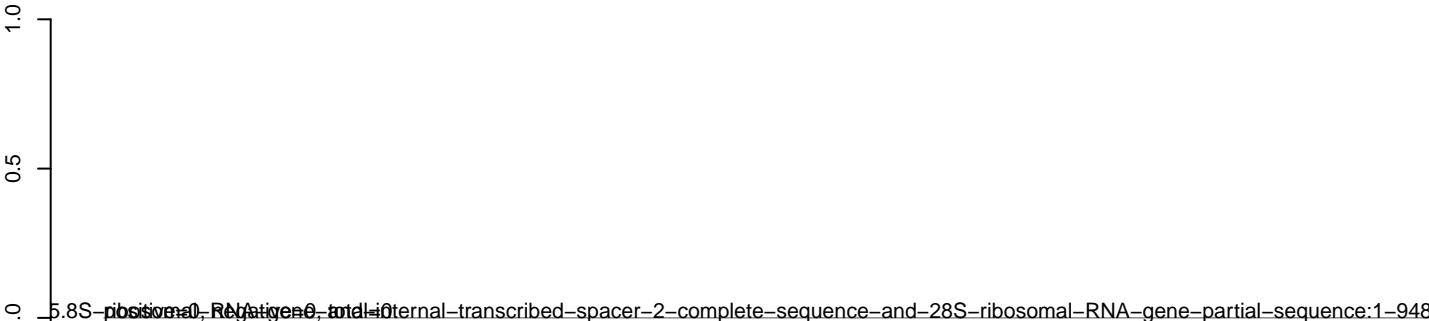 1.0
0.5
.0
5.8S−ribosomal−RNA−gene−and−internal−transcribed−spacer−2−complete−sequence−and−28S−ribosomal−RNA−gene−partial−sequence:1−948
positive=0, negative=0, total=0